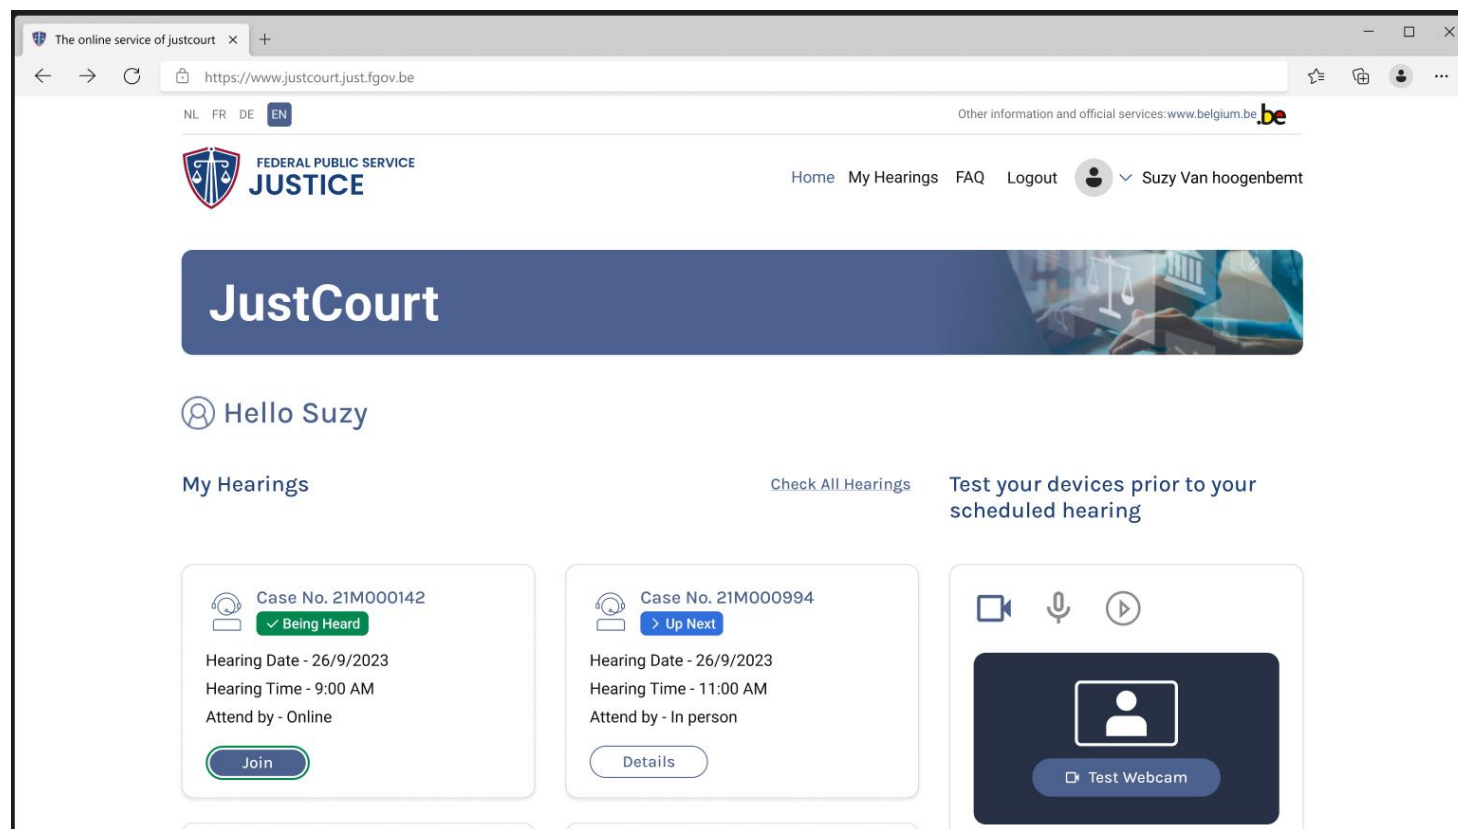 The online service of justcourt
https://www.justcourt.just.fgov.be
NL FR DE EN
Other information and official services: www.belgium.be .be
FEDERAL PUBLIC SERVICE
JUSTICE
Home My Hearings FAQ Logout Suzy Van hoogenbemt
JustCourt
Hello Suzy
My Hearings
Check All Hearings
Test your devices prior to your
scheduled hearing
Case No. 21M000142
Being Heard
Hearing Date - 26/9/2023
Hearing Time - 9:00 AM
Attend by - Online
Join
Case No. 21M000994
Up Next
Hearing Date - 26/9/2023
Hearing Time - 11:00 AM
Attend by - In person
Details
Test Webcam